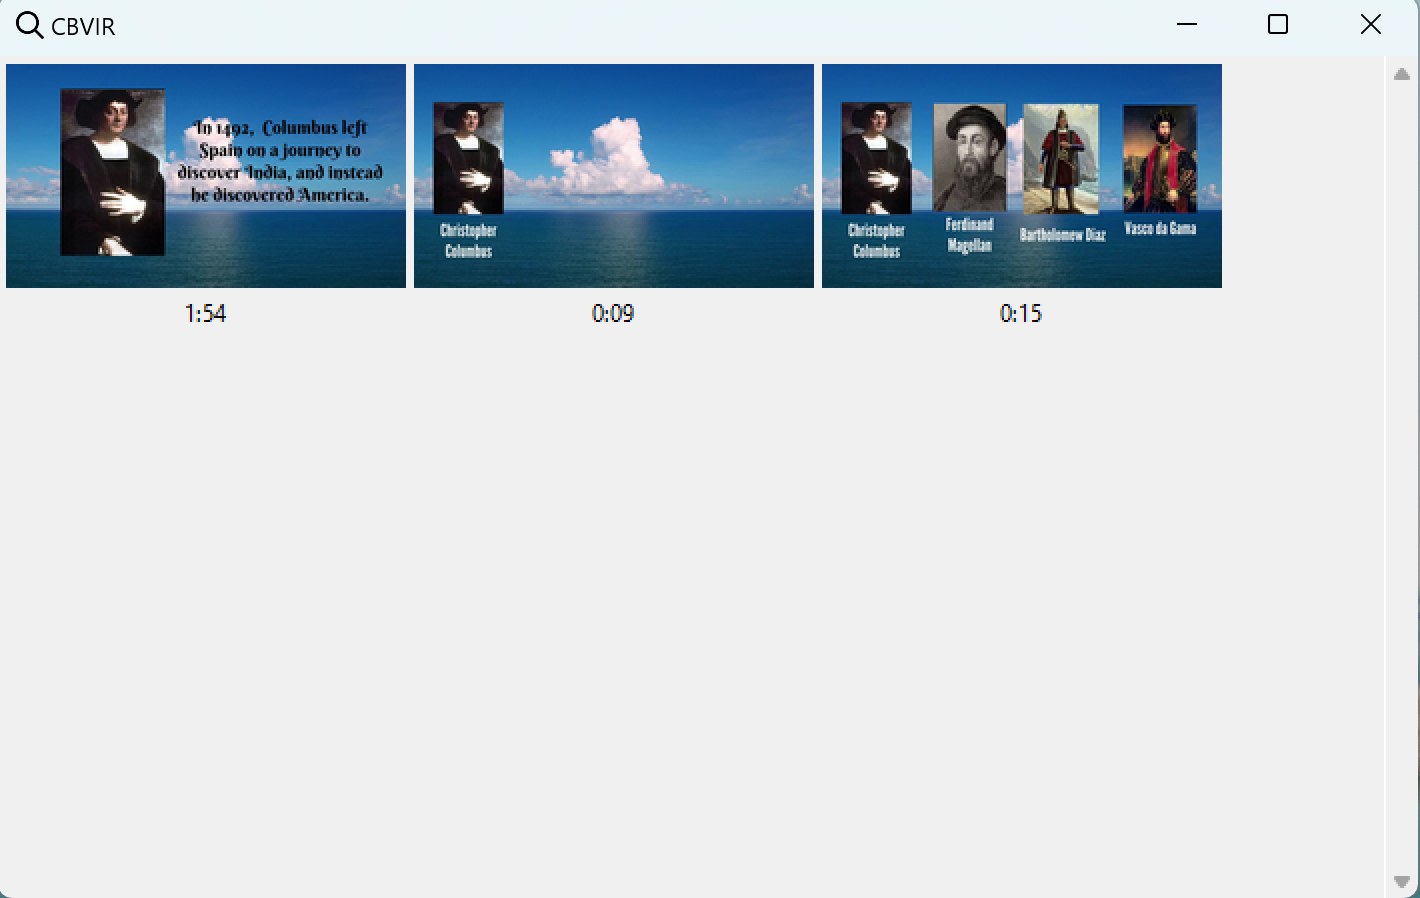 CBVIR
In 1492, Columbus left
Spain on a journey to
discover India, and instead
he discovered America.
1:54
Christopher
Columbus
0:09
Christopher
Columbus
Ferdinand
Magellan
Bartholomew Diaz
Vasco da Gama
0:15